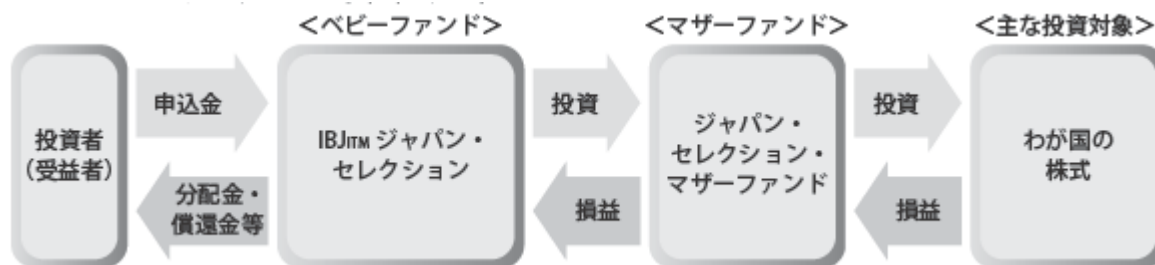 <ベビーファンド>
<マザーファンド>
<主な投資対象>
投資者
(受益者)
申込金
分配金・
償還金等
IBJITM ジャパン・
セレクション
投資
損益
ジャパン・
セレクション・
マザーファンド
投資
損益
わが国の
株式